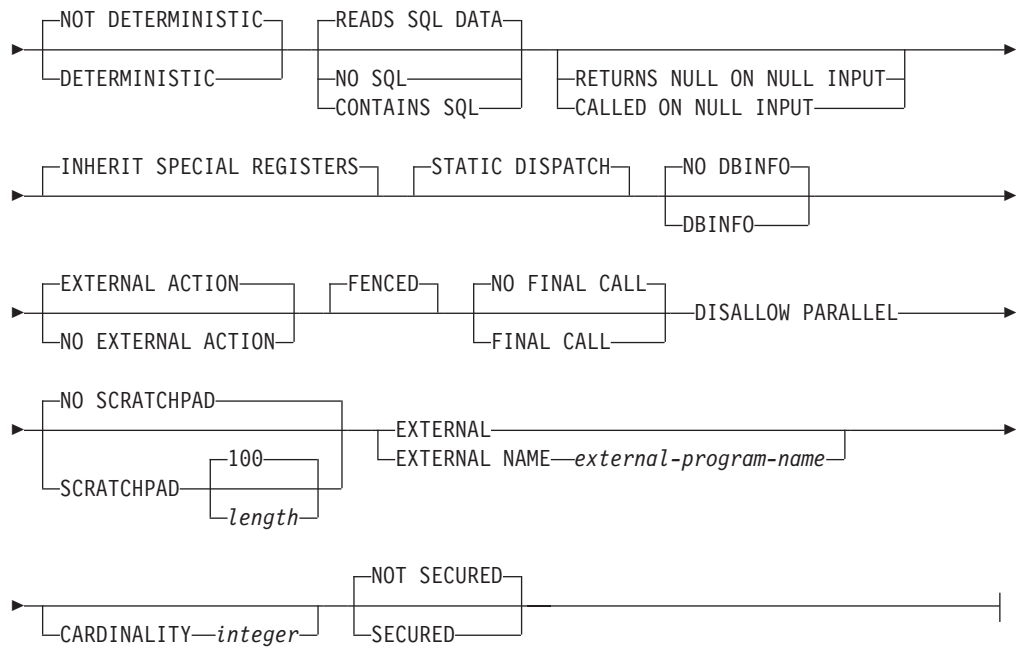 NOT DETERMINISTIC READS SQL DATA
DETERMINISTIC NO SQL RETURNS NULL ON NULL INPUT
CONTAINS SQL CALLED ON NULL INPUT
INHERIT SPECIAL REGISTERS STATIC DISPATCH NO DBINFO
DBINFO
EXTERNAL ACTION FENCED NO FINAL CALL
DISALLOW PARALLEL
NO EXTERNAL ACTION FINAL CALL
NO SCRATCHPAD
EXTERNAL
100 EXTERNAL NAME external-program-name
SCRATCHPAD
length
NOT SECURED
CARDINALITY integer SECURED